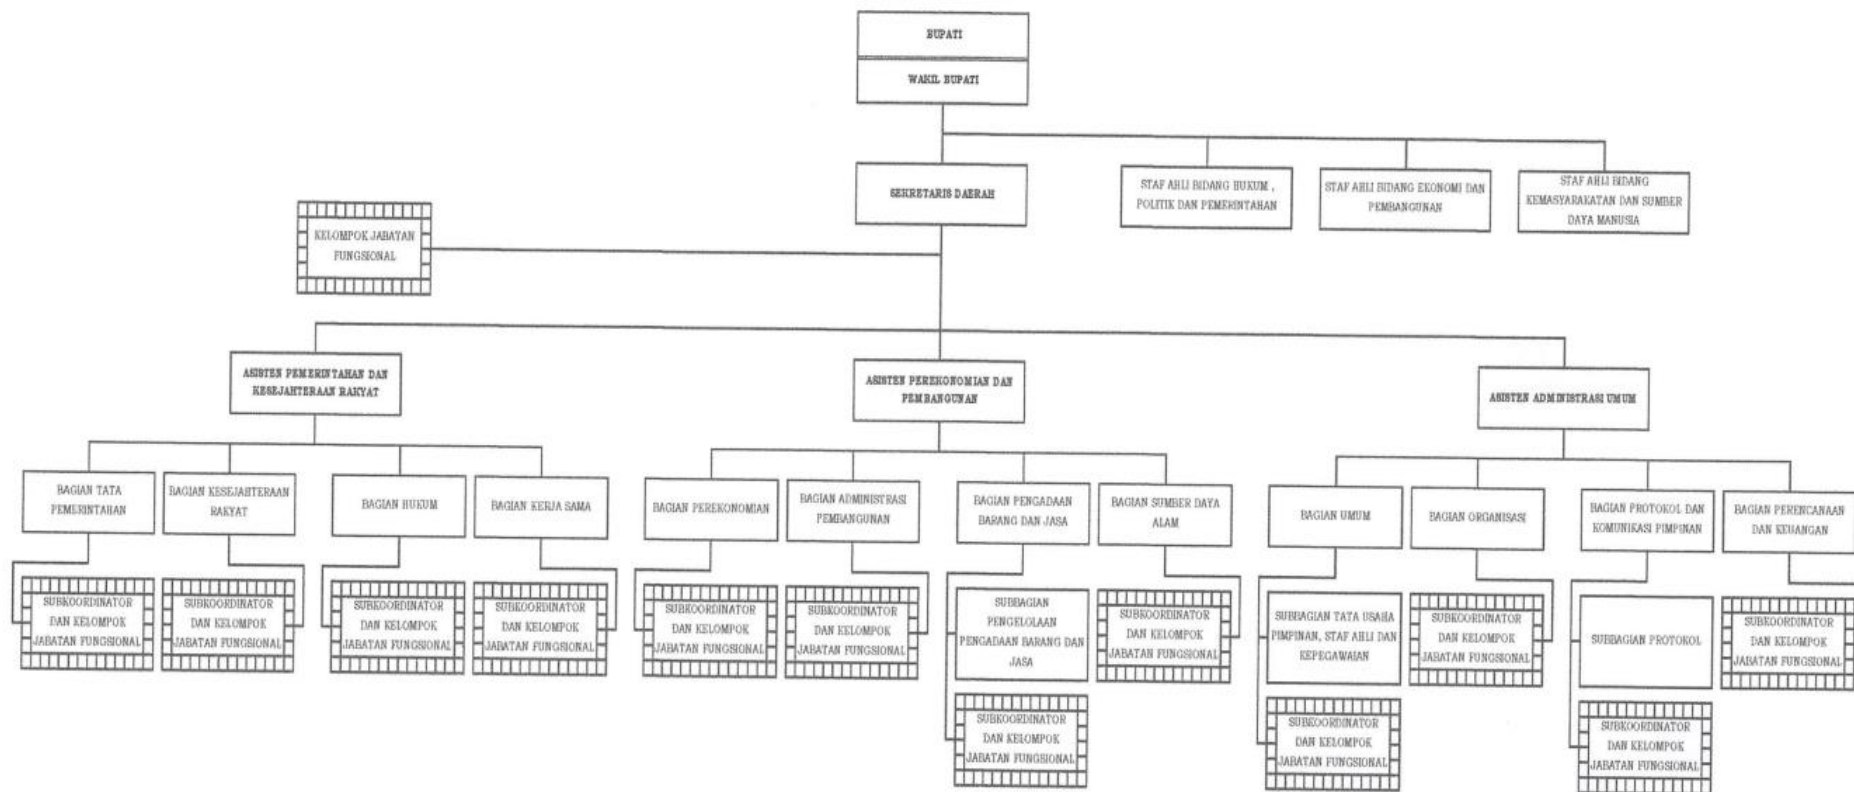 BUPATI
WAKIL BUPATI
SEKRETARIS DAERAH
STAF AHLI BIDANG HUKUM ,
POLITIK DAN PEMERINTAHAN
STAF AHLI BIDANG EKONOMI DAN
PEMBANGUNAN
STAF AHLI BIDANG
KEMASYARAKATAN DAN SUMBER
DAYA MANUSIA
KELOMPOK JABATAN
FUNGSIONAL
ASISTEN PEMERINTAHAN DAN
KESEJAHTERAAN RAKYAT
ASISTEN PEREKONOMIAN DAN
PEMBANGUNAN
ASISTEN ADMINISTRASI UMUM
BAGIAN TATA
PEMERINTAHAN
BAGIAN KESEJAHTERAAN
RAKYAT
BAGIAN HUKUM
BAGIAN KERJA SAMA
BAGIAN PEREKONOMIAN
BAGIAN ADMINISTRASI
PEMBANGUNAN
BAGIAN PENGADAAN
BARANG DAN JASA
BAGIAN SUMBER DAYA
ALAM
BAGIAN UMUM
BAGIAN ORGANISASI
BAGIAN PROTOKOL DAN
KOMUNIKASI PIMPINAN
BAGIAN PERENCANAAN
DAN KEUANGAN
SUBKOORDINATOR
DAN KELOMPOK
JABATAN FUNGSIONAL
SUBKOORDINATOR
DAN KELOMPOK
JABATAN FUNGSIONAL
SUBKOORDINATOR
DAN KELOMPOK
JABATAN FUNGSIONAL
SUBKOORDINATOR
DAN KELOMPOK
JABATAN FUNGSIONAL
SUBKOORDINATOR
DAN KELOMPOK
JABATAN FUNGSIONAL
SUBKOORDINATOR
DAN KELOMPOK
JABATAN FUNGSIONAL
SUBBAGIAN
PENGELOLAAN
PENGADAAN BARANG DAN
JASA
SUBKOORDINATOR
DAN KELOMPOK
JABATAN FUNGSIONAL
SUBBAGIAN TATA USAHA
PIMPINAN, STAF AHLI DAN
KEPEGAWAIAN
SUBKOORDINATOR
DAN KELOMPOK
JABATAN FUNGSIONAL
SUBBAGIAN PROTOKOL
SUBKOORDINATOR
DAN KELOMPOK
JABATAN FUNGSIONAL
SUBKOORDINATOR
DAN KELOMPOK
JABATAN FUNGSIONAL
SUBKOORDINATOR
DAN KELOMPOK
JABATAN FUNGSIONAL
SUBKOORDINATOR
DAN KELOMPOK
JABATAN FUNGSIONAL